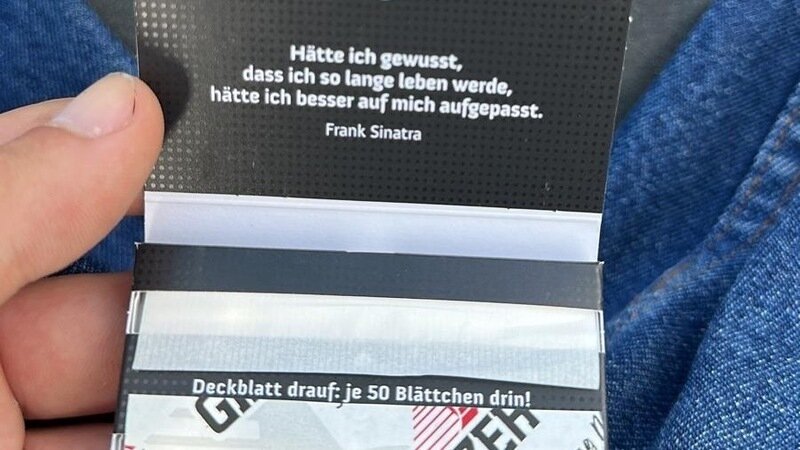 Hätte ich gewusst,
dass ich so lange leben werde,
hätte ich besser auf mich aufgepasst.
Frank Sinatra
Deckblatt drauf: je 50 Blättchen drin!